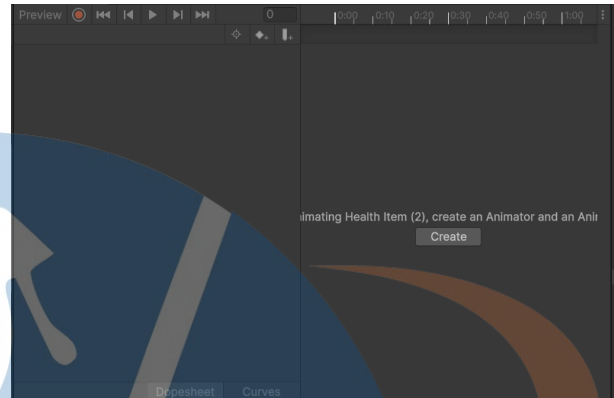 Preview 0 0:00 0:10 0:20 0:30 0:40 0:50 1:00
imating Health Item (2), create an Animator and an Ani
Create
Dopesheet Curves